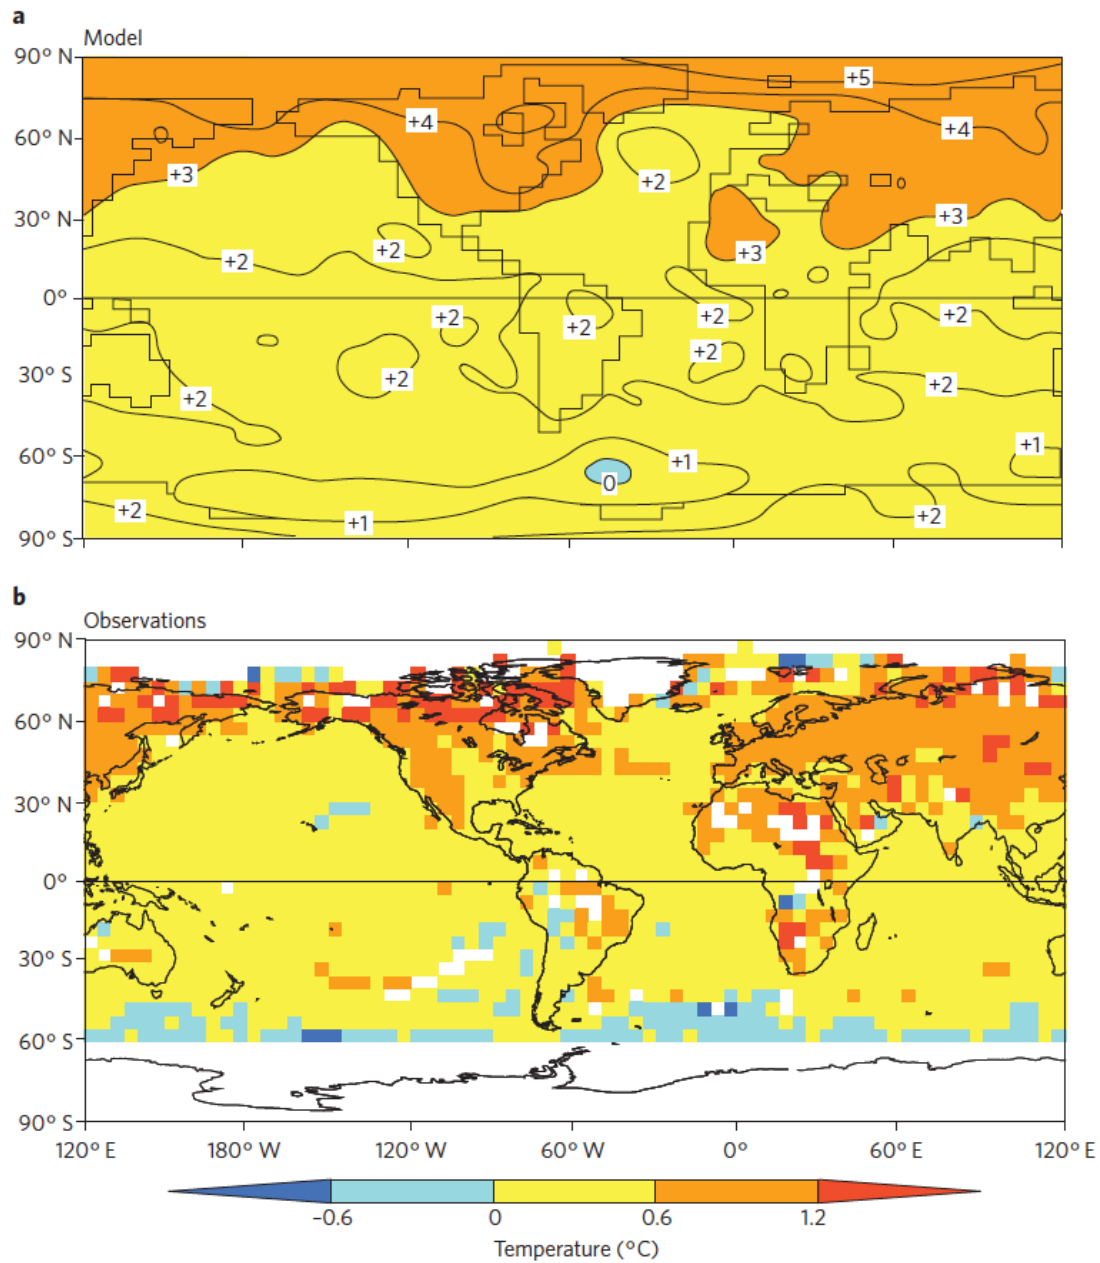 a
Model
90° N
+5
+4
+4
60° N
+3
+2
30° N
+3
+3
+2
+2
0°
+2
+2
+2
+2
+2
30° S
+2
+2
+2
60° S
+1
+1
0
+2
+1
+2
90° S
b
Observations
90° N
60° N
30° N
0°
30° S
60° S
90° S
120° E 180° W 120° W 60° W 0° 60° E 120° E
–0.6 0 0.6 1.2
Temperature (°C)